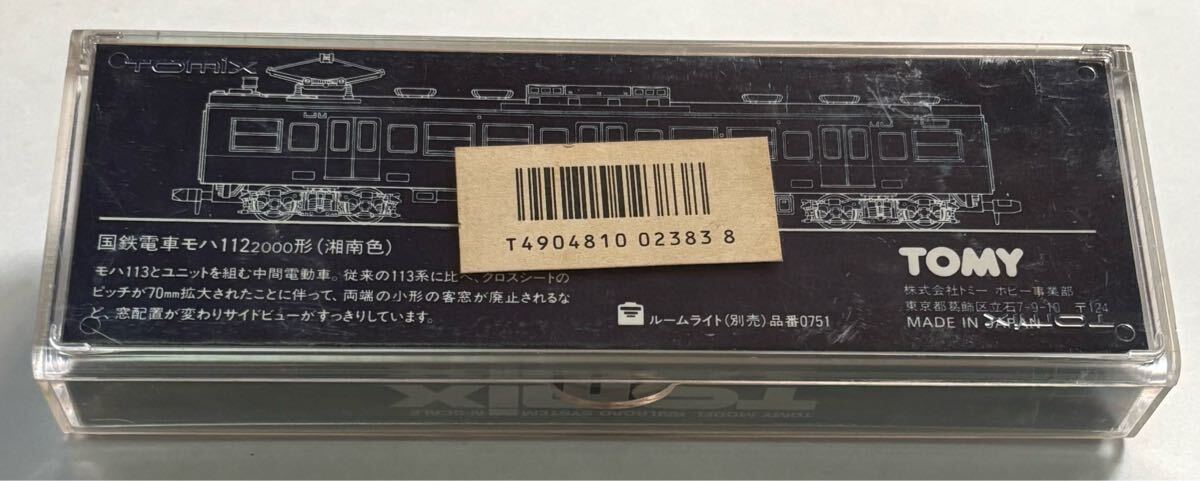 TOMIX
T4904810 02383 8
国鉄電車モハ112 2000形(湘南色)
モハ113とユニットを組む中間電動車。従来の113系に比べ、クロスシートの
ピッチが70mm拡大されたことに伴って、両端の小形の客窓が廃止されるな
ど、窓配置が変わりサイドビューがすっきりしています。
ルームライト(別売)品番0751
TOMY
株式会社トミー ホビー事業部
東京都葛飾区立石7-9-10 〒124
MADE IN JAPAN
TOMIX
TOMIX
TOMY MODEL RAILROAD SYSTEM N-SCALE